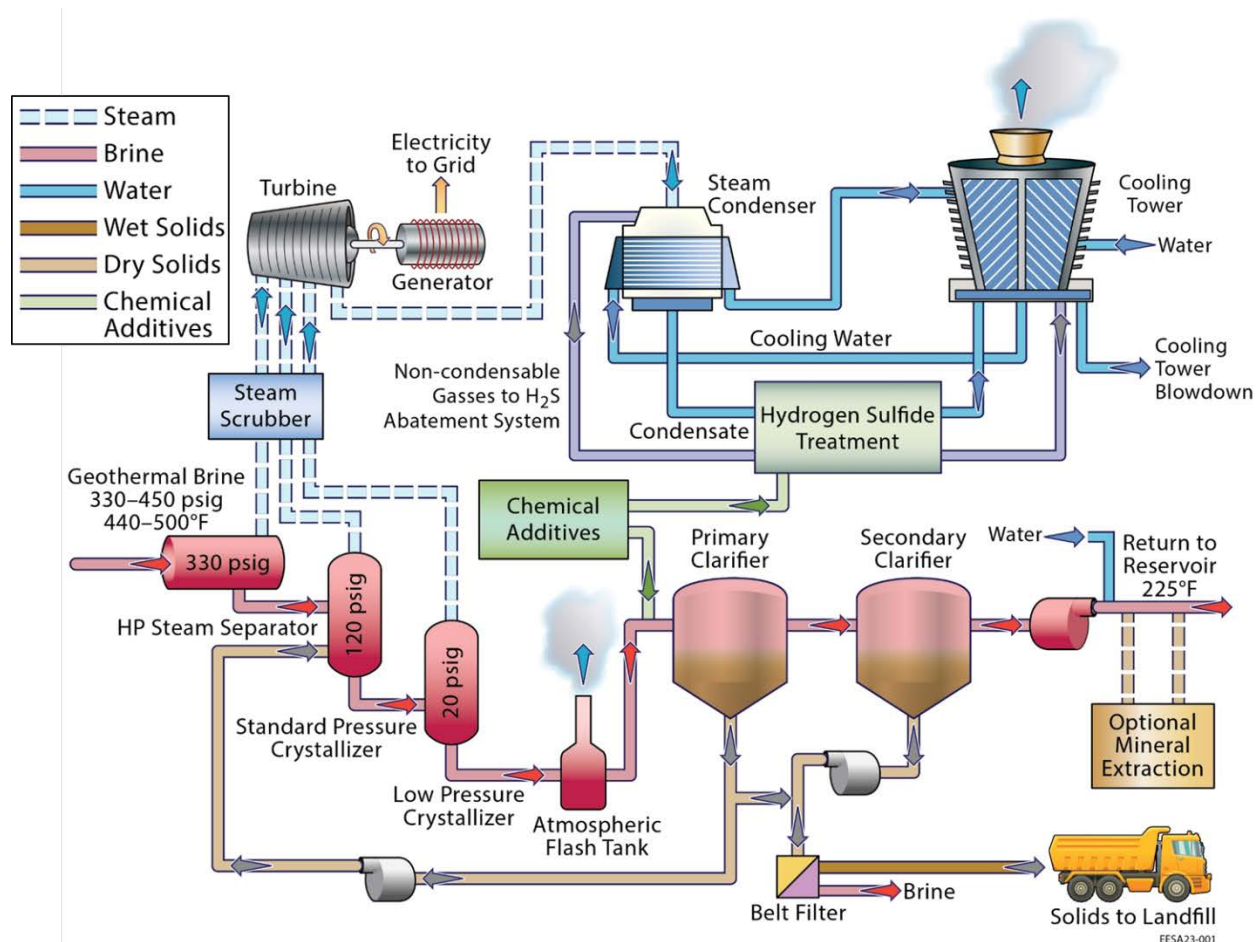 Steam
Brine
Water
Wet Solids
Dry Solids
Chemical
Additives
Turbine
Electricity
to Grid
Generator
Steam
Condenser
Cooling
Tower
Water
Cooling Water
Cooling
Tower
Blowdown
Non-condensable
Gasses to H₂S
Abatement System
Condensate
Hydrogen Sulfide
Treatment
Steam
Scrubber
Geothermal Brine
330–450 psig
440–500°F
330 psig
HP Steam Separator
120 psig
Standard Pressure
Crystallizer
20 psig
Low Pressure
Crystallizer
Atmospheric
Flash Tank
Chemical
Additives
Primary
Clarifier
Secondary
Clarifier
Water
Return to
Reservoir
225°F
Optional
Mineral
Extraction
Belt Filter
Brine
Solids to Landfill
EESA23-001